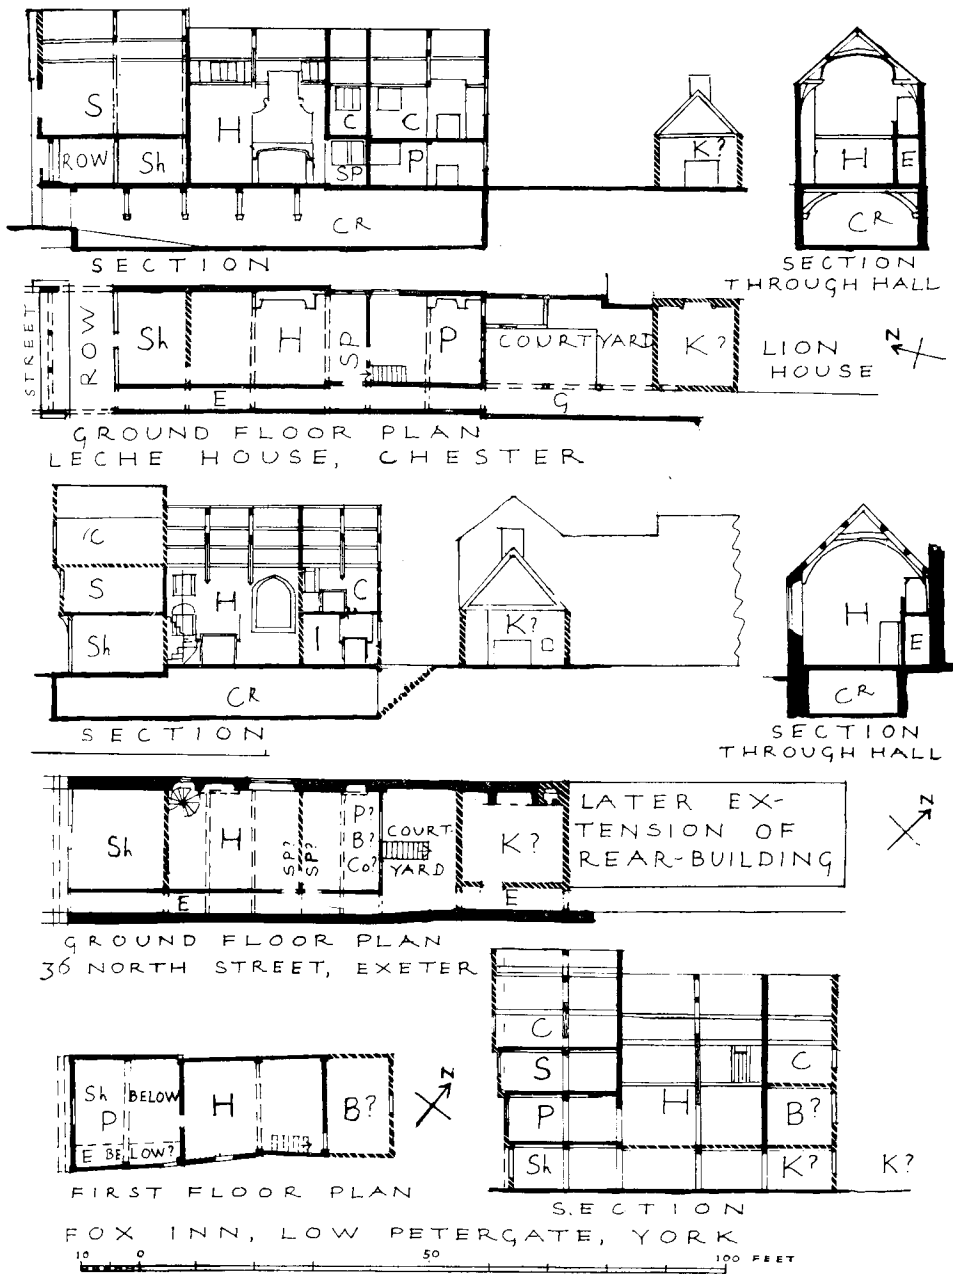 S
H
C
C
K?
ROW
Sh
SP
P
CR
H
E
CR
SECTION
SECTION
THROUGH HALL
STREET
ROW
Sh
H
SP
P
COURTYARD
K?
N
LION
HOUSE
E
G
GROUND FLOOR PLAN
LECHE HOUSE, CHESTER
C
S
H
C
Sh
I
K?
H
E
CR
CR
SECTION
SECTION
THROUGH HALL
Sh
H
SP?
SP?
P?
B?
Co?
COURT-
YARD
K?
LATER EX-
TENSION OF
REAR-BUILDING
N
E
E
GROUND FLOOR PLAN
36 NORTH STREET, EXETER
C
S
H
C
P
B?
Sh
K?
K?
Sh BELOW
P
H
B?
N
E BELOW?
FIRST FLOOR PLAN
SECTION
FOX INN, LOW PETERGATE, YORK
10 0 50 100 FEET